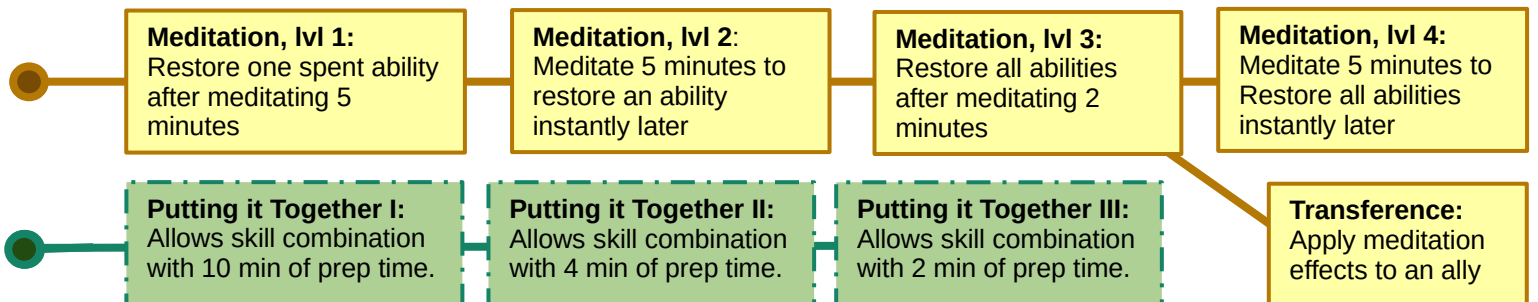 Meditation, lvl 1:
Restore one spent ability
after meditating 5
minutes
Meditation, lvl 2:
Meditate 5 minutes to
restore an ability
instantly later
Meditation, lvl 3:
Restore all abilities
after meditating 2
minutes
Meditation, lvl 4:
Meditate 5 minutes to
Restore all abilities
instantly later
Putting it Together I:
Allows skill combination
with 10 min of prep time.
Putting it Together II:
Allows skill combination
with 4 min of prep time.
Putting it Together III:
Allows skill combination
with 2 min of prep time.
Transference:
Apply meditation
effects to an ally